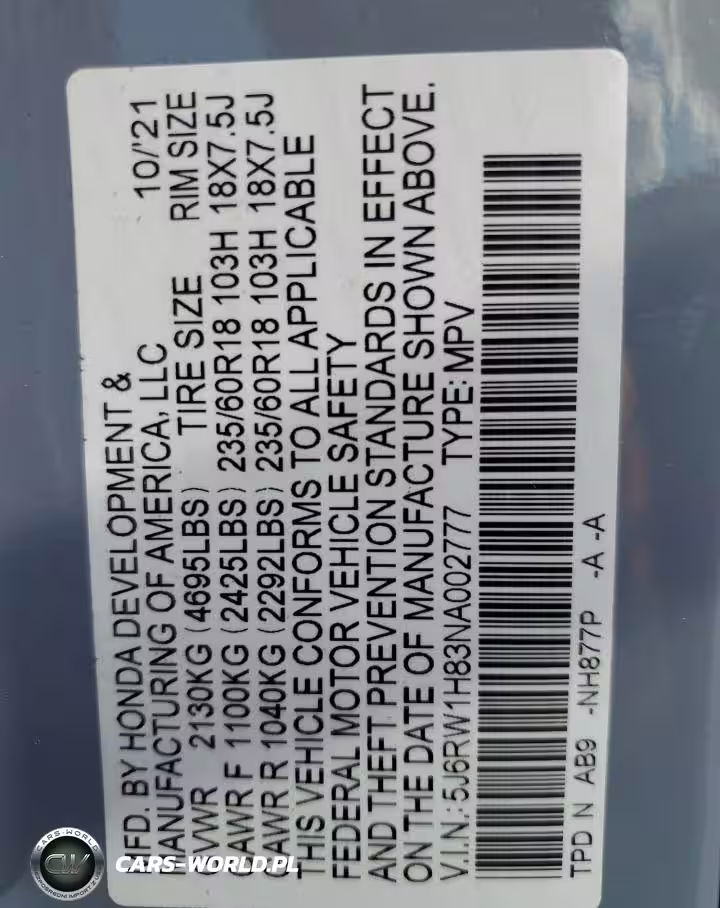 MFD. BY HONDA DEVELOPMENT &
MANUFACTURING OF AMERICA, LLC 10/'21
GVWR 2130KG (4695LBS) TIRE SIZE RIM SIZE
GAWR F 1100KG (2425LBS) 235/60R18 103H 18X7.5J
GAWR R 1040KG (2292LBS) 235/60R18 103H 18X7.5J
THIS VEHICLE CONFORMS TO ALL APPLICABLE
FEDERAL MOTOR VEHICLE SAFETY
AND THEFT PREVENTION STANDARDS IN EFFECT
ON THE DATE OF MANUFACTURE SHOWN ABOVE.
V.I.N.: 5J6RW1H83NA002777 TYPE: MPV
TPD N AB9 -NH877P -A -A
CARS-WORLD
CW
CARS-WORLD.PL